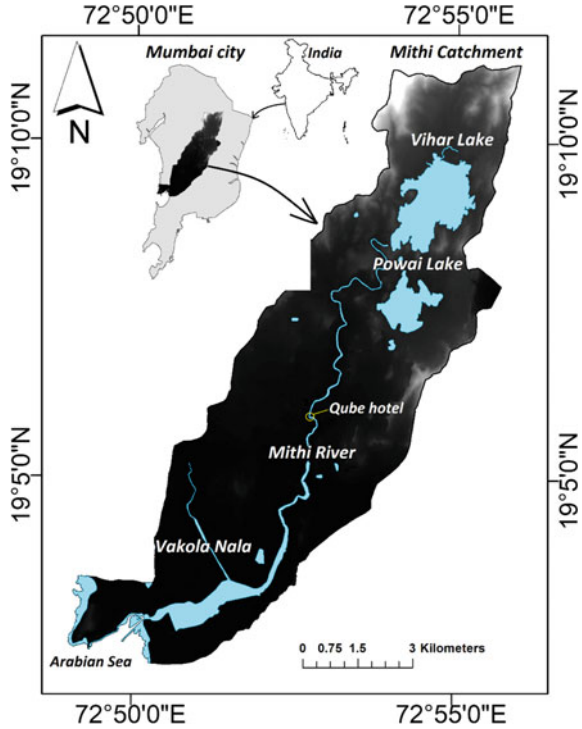 72°50'0"E
72°55'0"E
Mumbai city
India
Mithi Catchment
N
19°10'0"N
19°10'0"N
Vihar Lake
Powai Lake
Qube hotel
Mithi River
19°5'0"N
19°5'0"N
Vakola Nala
Arabian Sea
0 0.75 1.5 3 Kilometers
72°50'0"E
72°55'0"E